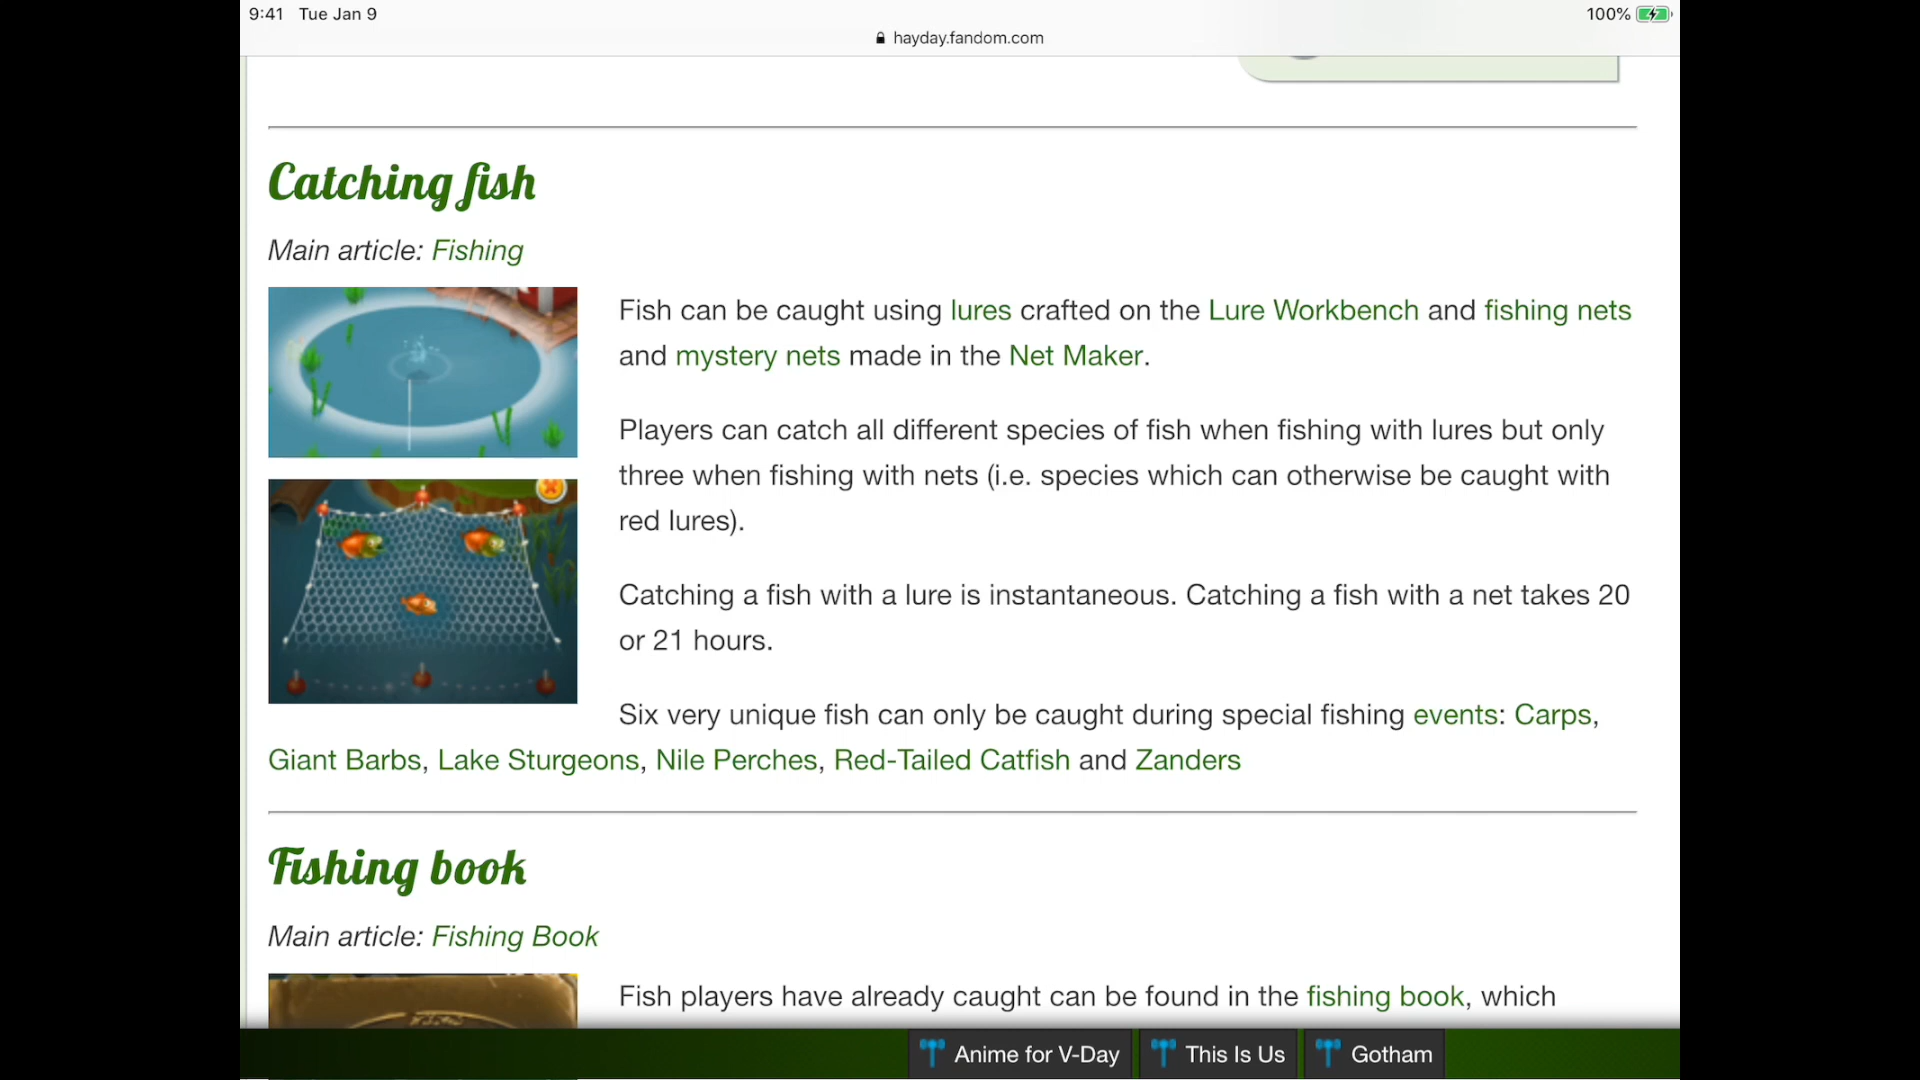 9:41 Tue Jan 9
100%
hayday.fandom.com
Catching fish
Main article: Fishing
Fish can be caught using lures crafted on the Lure Workbench and fishing nets
and mystery nets made in the Net Maker.
Players can catch all different species of fish when fishing with lures but only
three when fishing with nets (i.e. species which can otherwise be caught with
red lures).
Catching a fish with a lure is instantaneous. Catching a fish with a net takes 20
or 21 hours.
Six very unique fish can only be caught during special fishing events: Carps,
Giant Barbs, Lake Sturgeons, Nile Perches, Red-Tailed Catfish and Zanders
Fishing book
Main article: Fishing Book
Fish players have already caught can be found in the fishing book, which
Anime for V-Day
This Is Us
Gotham